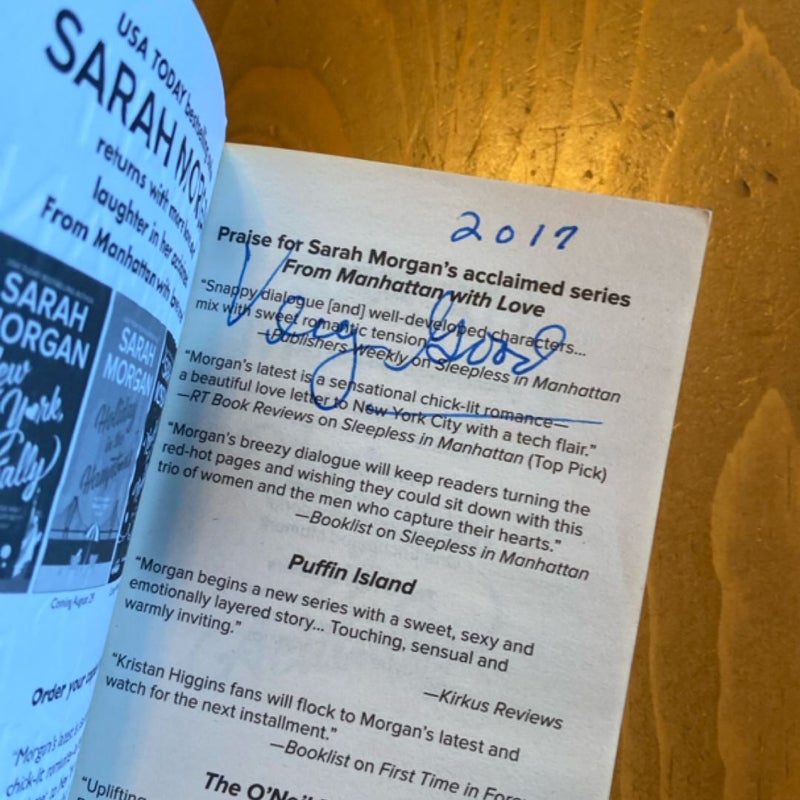 USA TODAY bestselling
SARAH MORGAN
returns with more
laughter in her
From Manhattan with
SARAH
MORGAN
New
York,
SARAH
MORGAN
Holiday
in the
Hamptons
Coming August 29
Order your
"Morgan's latest is
chick-lit
2017
Praise for Sarah Morgan's acclaimed series
From Manhattan with Love
Very Good
"Snappy dialogue [and] well-developed characters...
mix with sweet romantic tension
—Publishers Weekly on Sleepless in Manhattan
"Morgan's latest is a sensational chick-lit romance—
a beautiful love letter to New York City with a tech flair."
—RT Book Reviews on Sleepless in Manhattan (Top Pick)
"Morgan's breezy dialogue will keep readers turning the
red-hot pages and wishing they could sit down with this
trio of women and the men who capture their hearts."
—Booklist on Sleepless in Manhattan
Puffin Island
"Morgan begins a new series with a sweet, sexy and
emotionally layered story... Touching, sensual and
warmly inviting."
—Kirkus Reviews
"Kristan Higgins fans will flock to Morgan's latest and
watch for the next installment."
—Booklist on First Time in
The
"Uplifting